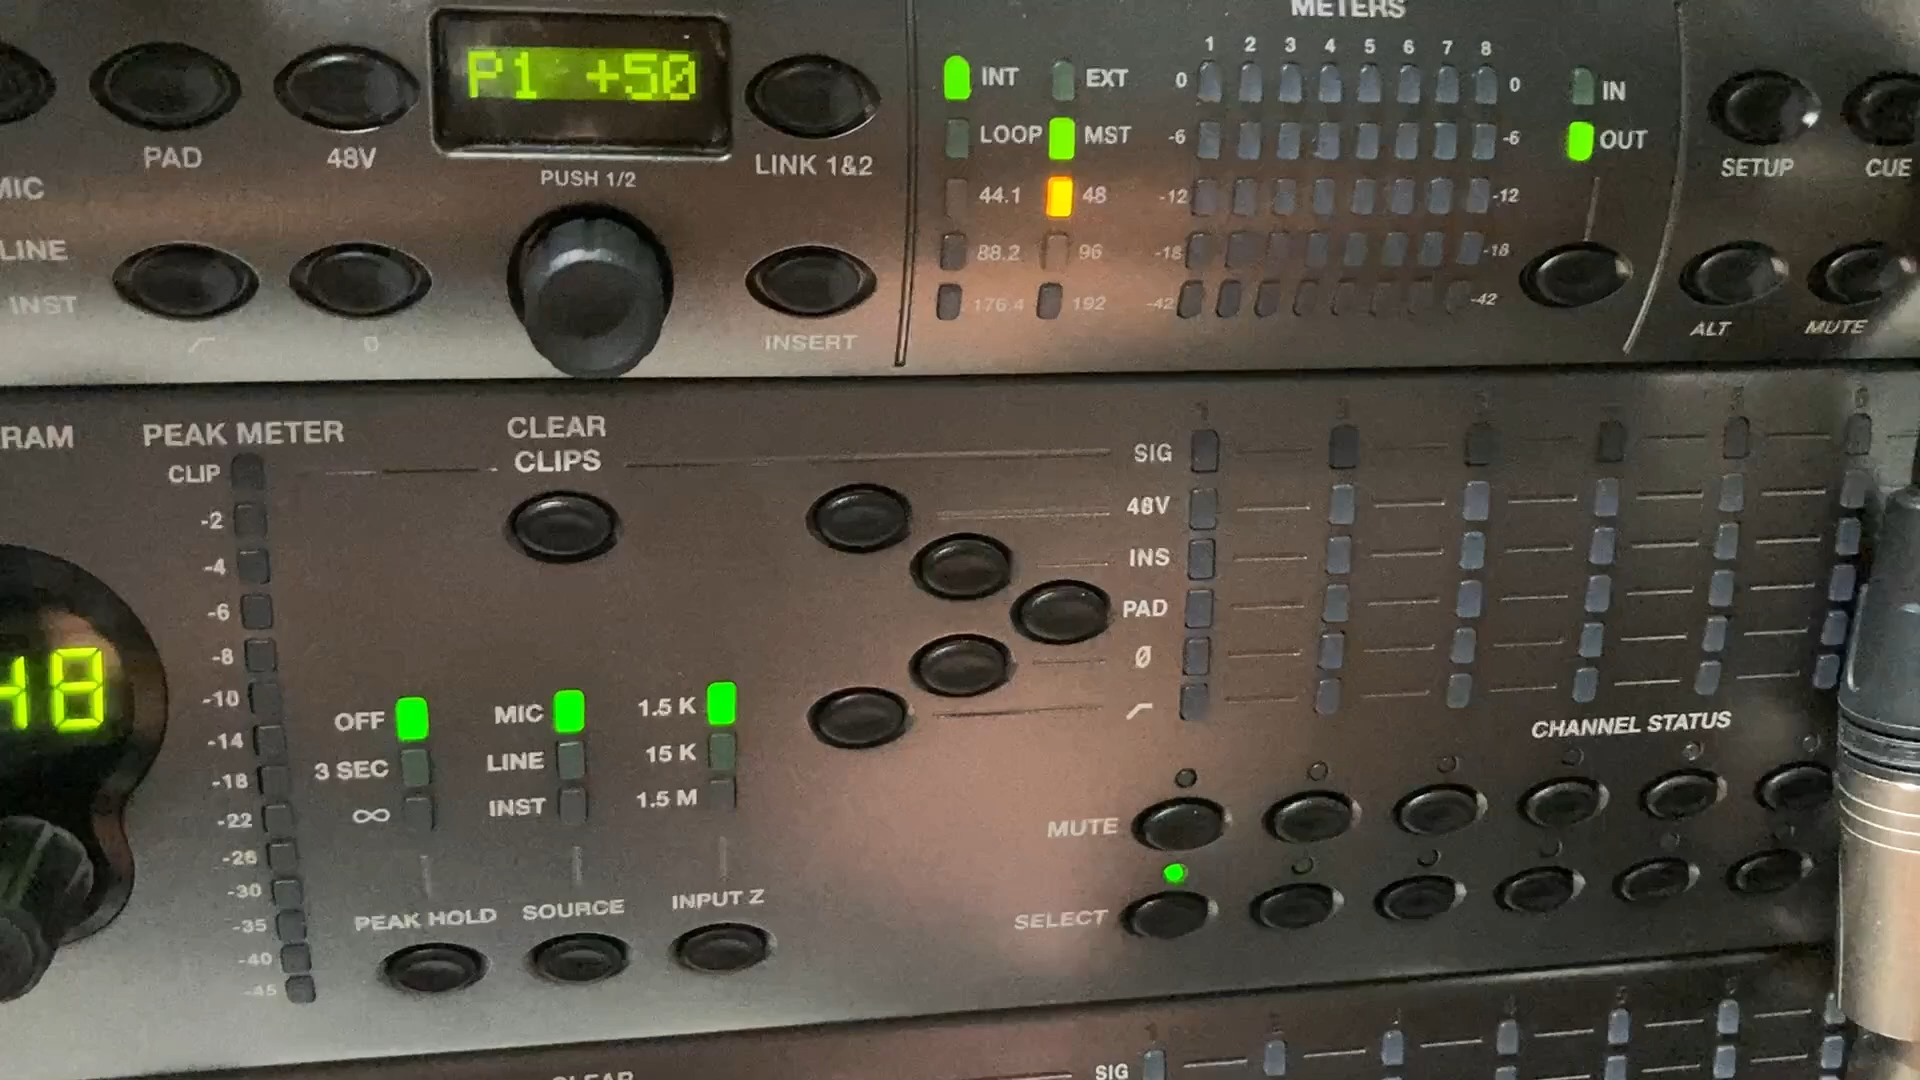 METERS
P1 +50
PAD
48V
LINK 1&2
PUSH 1/2
MIC
LINE
INST
Ø
INSERT
INT
EXT
LOOP
MST
44.1
48
88.2
96
176.4
192
1 2 3 4 5 6 7 8
0
0
-6
-6
-12
-12
-18
-18
-42
-42
IN
OUT
SETUP
CUE
ALT
MUTE
RAM
PEAK METER
CLIP
-2
-4
-6
-8
-10
-14
-18
-22
-26
-30
-35
-40
-45
CLEAR
CLIPS
48
OFF
3 SEC
∞
PEAK HOLD
MIC
LINE
INST
SOURCE
1.5 K
15 K
1.5 M
INPUT Z
SIG
48V
INS
PAD
Ø
CHANNEL STATUS
MUTE
SELECT
CLEAR
SIG